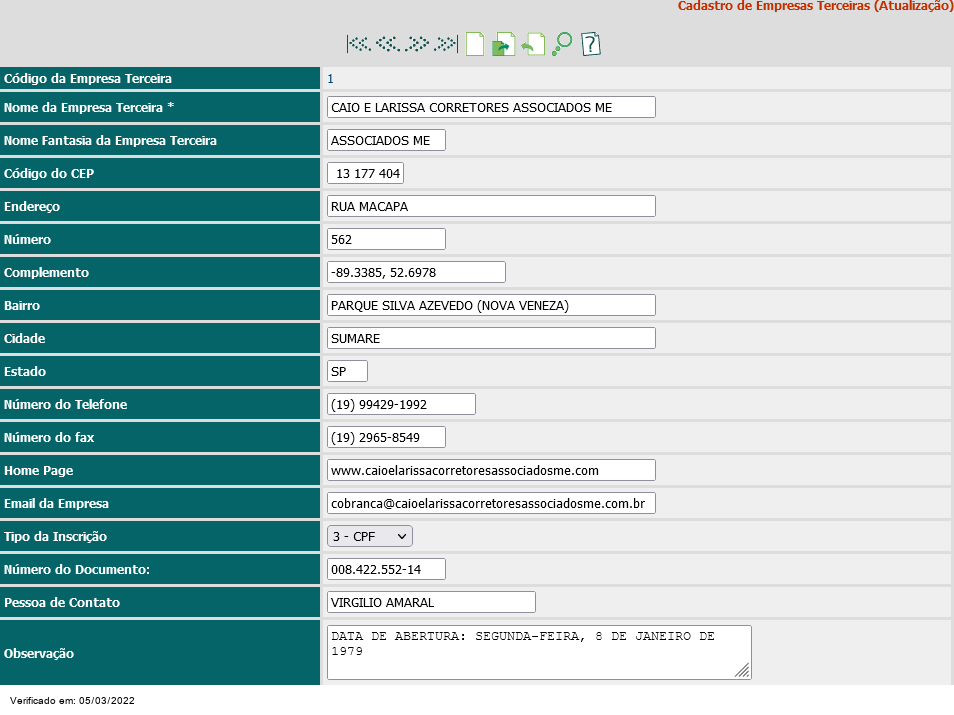 Cadastro de Empresas Terceiras (Atualização)
Código da Empresa Terceira 1
Nome da Empresa Terceira * CAIO E LARISSA CORRETORES ASSOCIADOS ME
Nome Fantasia da Empresa Terceira ASSOCIADOS ME
Código do CEP 13 177 404
Endereço RUA MACAPA
Número 562
Complemento -89.3385, 52.6978
Bairro PARQUE SILVA AZEVEDO (NOVA VENEZA)
Cidade SUMARE
Estado SP
Número do Telefone (19) 99429-1992
Número do fax (19) 2965-8549
Home Page www.caioelarissacorretoresassociadosme.com
Email da Empresa cobranca@caioelarissacorretoresassociadosme.com.br
Tipo da Inscrição 3 - CPF
Número do Documento: 008.422.552-14
Pessoa de Contato VIRGILIO AMARAL
Observação DATA DE ABERTURA: SEGUNDA-FEIRA, 8 DE JANEIRO DE
1979
Verificado em: 05/03/2022